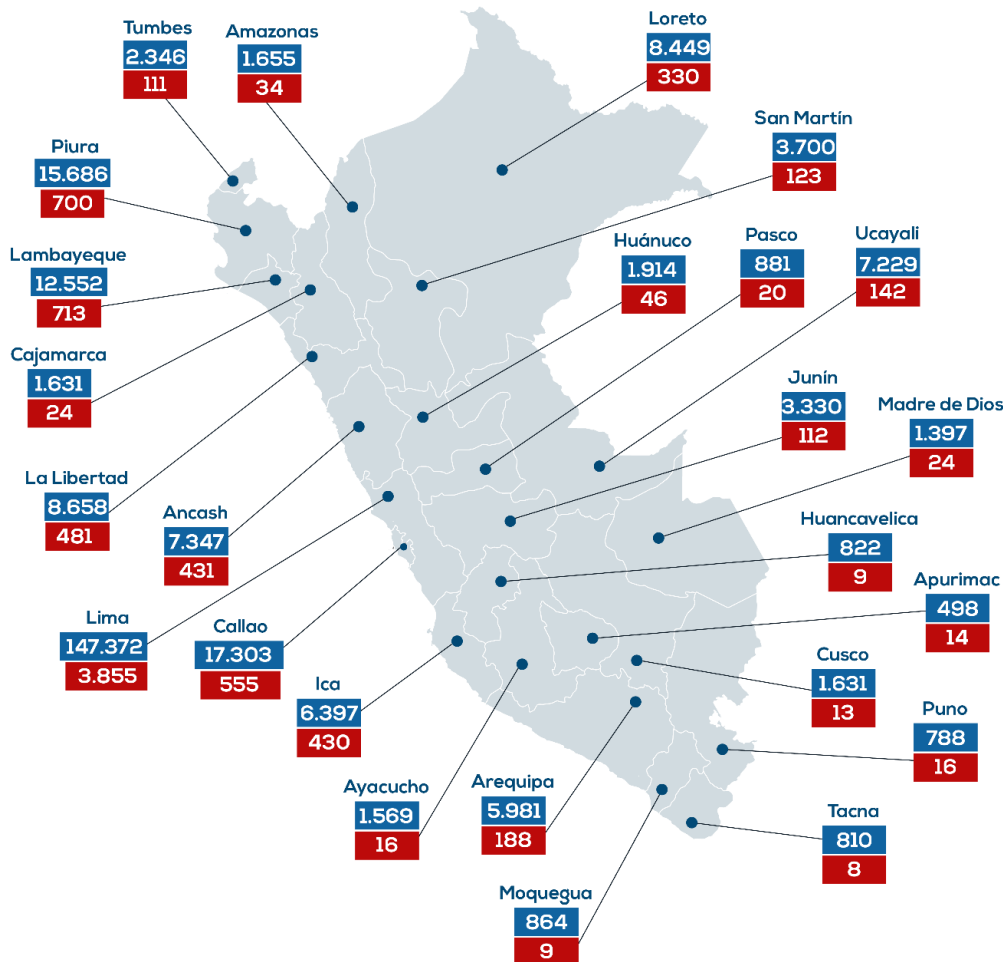 Tumbes
2.346
111
Amazonas
1.655
34
Loreto
8.449
330
San Martín
3.700
123
Piura
15.686
700
Huánuco
1.914
46
Pasco
881
20
Ucayali
7.229
142
Lambayeque
12.552
713
Cajamarca
1.631
24
Junín
3.330
112
Madre de Dios
1.397
24
La Libertad
8.658
481
Ancash
7.347
431
Huancavelica
822
9
Apurimac
498
14
Lima
147.372
3.855
Callao
17.303
555
Ica
6.397
430
Cusco
1.631
13
Puno
788
16
Ayacucho
1.569
16
Arequipa
5.981
188
Tacna
810
8
Moquegua
864
9